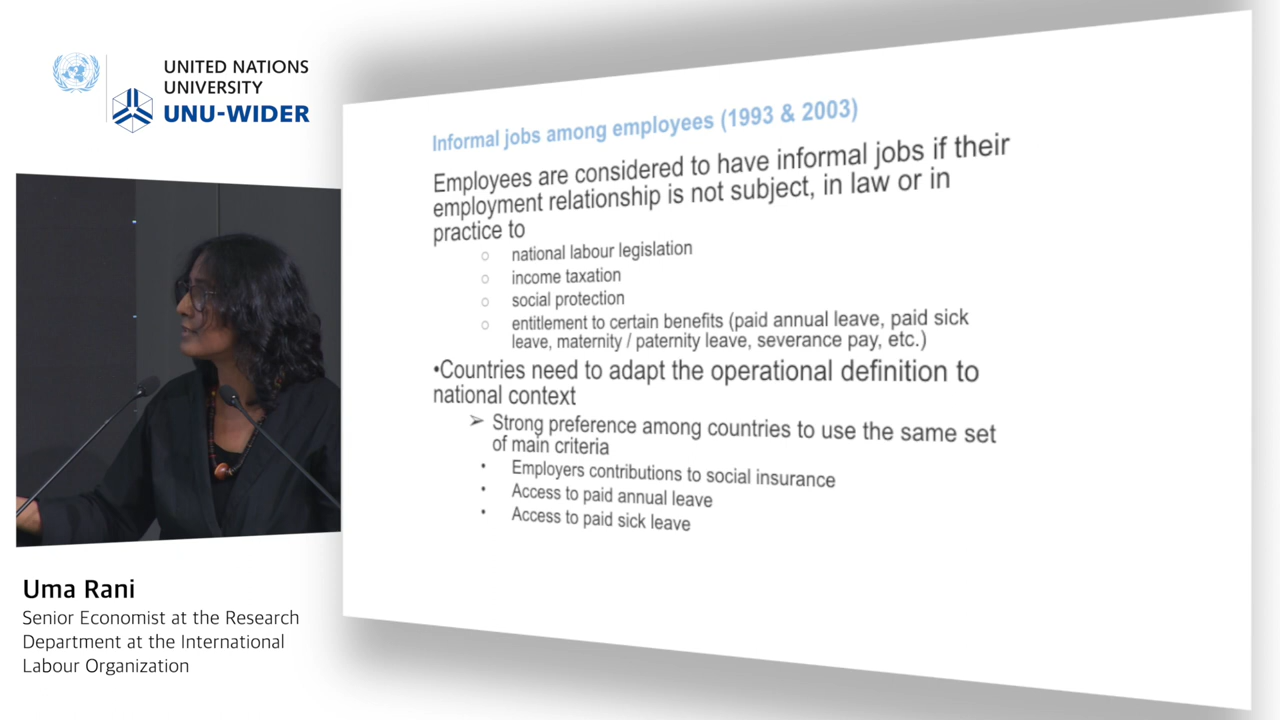 UNITED NATIONS
UNIVERSITY
UNU-WIDER
Informal jobs among employees (1993 & 2003)
Employees are considered to have informal jobs if their
employment relationship is not subject, in law or in
practice to
○ national labour legislation
○ income taxation
○ social protection
○ entitlement to certain benefits (paid annual leave, paid sick
leave, maternity / paternity leave, severance pay, etc.)
•Countries need to adapt the operational definition to
national context
➢ Strong preference among countries to use the same set
of main criteria
• Employers contributions to social insurance
• Access to paid annual leave
• Access to paid sick leave
Uma Rani
Senior Economist at the Research
Department at the International
Labour Organization